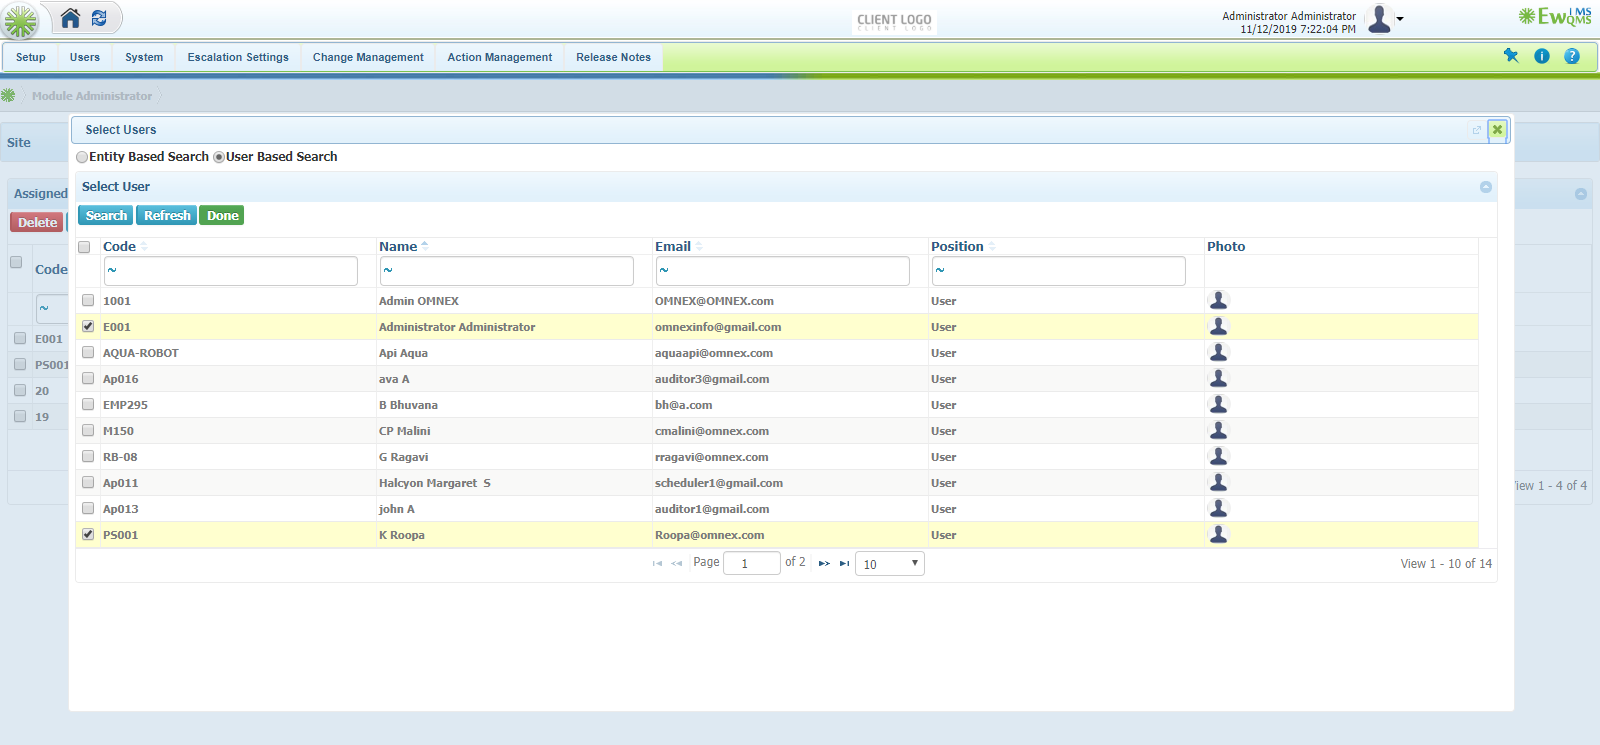 CLIENT LOGO
CLIENT LOGO
Administrator Administrator
11/12/2019 7:22:04 PM
EwQMS
IMS
Setup Users System Escalation Settings Change Management Action Management Release Notes
Module Administrator
Site
Select Users
Entity Based Search User Based Search
Assigned
Select User
Delete
Search Refresh Done
Code
Code Name Email Position Photo
~
~ ~ ~ ~
1001 Admin OMNEX OMNEX@OMNEX.com User
E001 Administrator Administrator omnexinfo@gmail.com User
AQUA-ROBOT Api Aqua aquaapi@omnex.com User
Ap016 ava A auditor3@gmail.com User
EMP295 B Bhuvana bh@a.com User
M150 CP Malini cmalini@omnex.com User
RB-08 G Ragavi rragavi@omnex.com User
Ap011 Halcyon Margaret S scheduler1@gmail.com User
Ap013 john A auditor1@gmail.com User
PS001 K Roopa Roopa@omnex.com User
E001
PS001
20
19
Page 1 of 2 10 View 1 - 10 of 14
iew 1 - 4 of 4